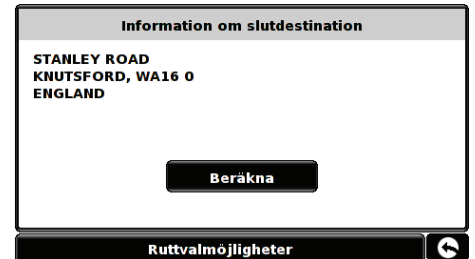 Information om slutdestination
STANLEY ROAD
KNUTSFORD, WA16 0
ENGLAND
Beräkna
Ruttvalmöjligheter